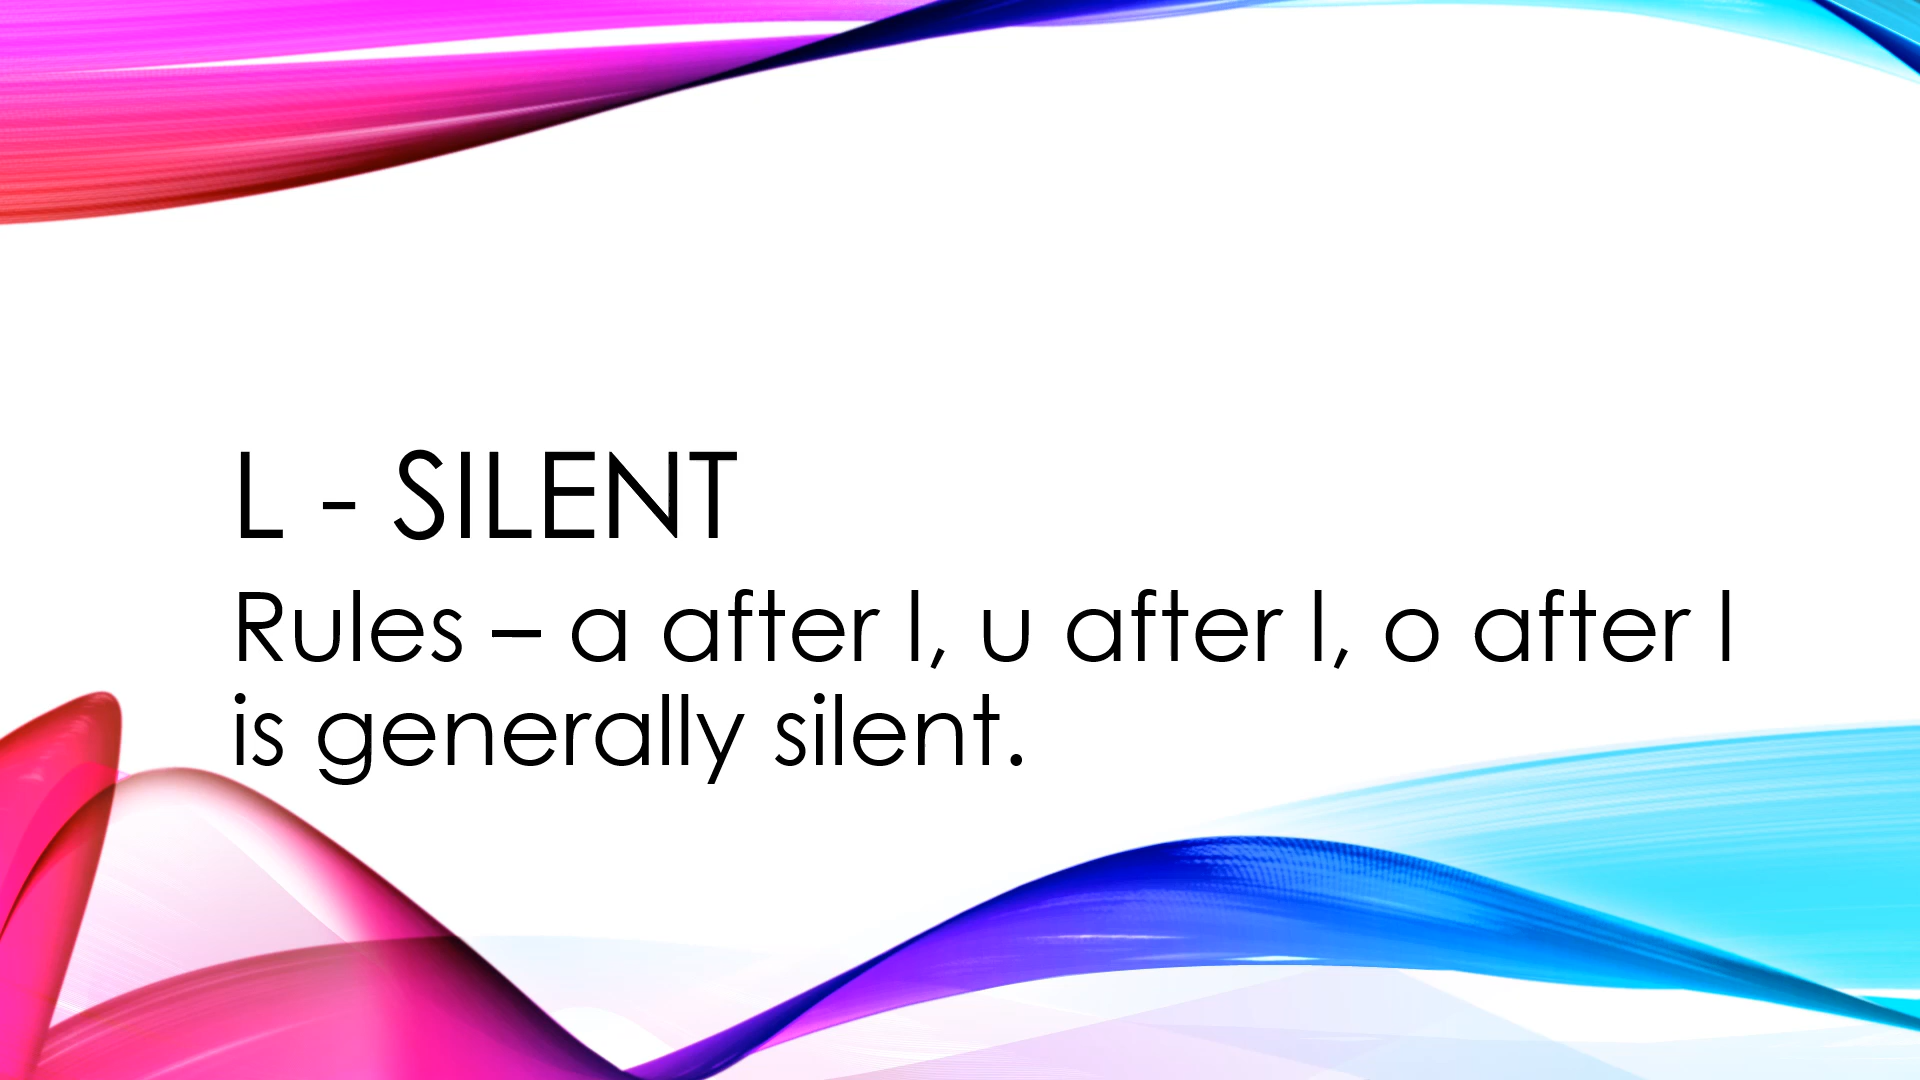 L - SILENT
Rules – a after l, u after l, o after l
is generally silent.